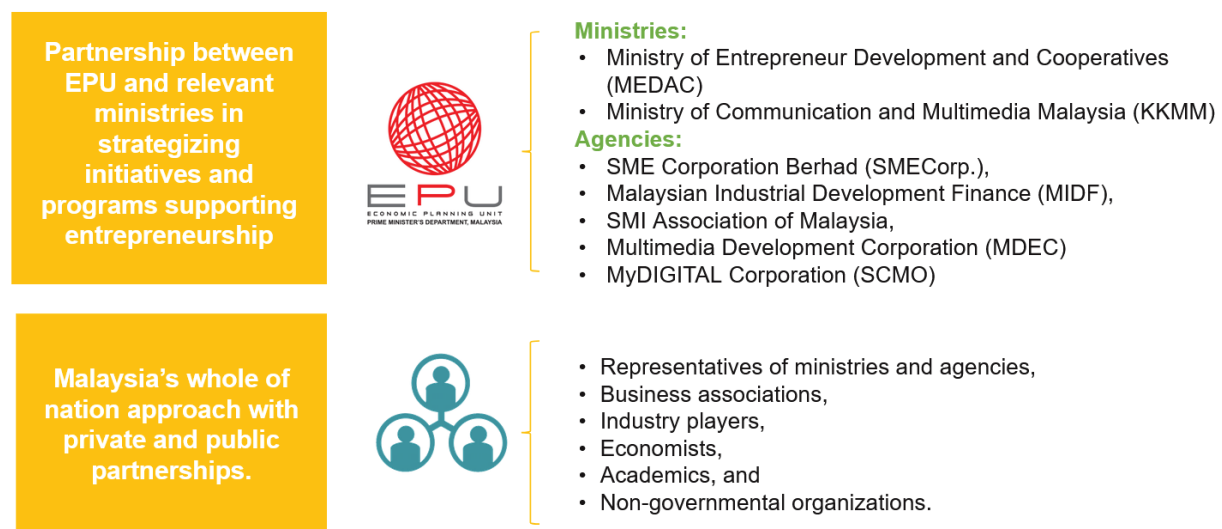 Partnership between
EPU and relevant
ministries in
strategizing
initiatives and
programs supporting
entrepreneurship
EPU
ECONOMIC PLANNING UNIT
PRIME MINISTER'S DEPARTMENT, MALAYSIA
Ministries:
• Ministry of Entrepreneur Development and Cooperatives
(MEDAC)
• Ministry of Communication and Multimedia Malaysia (KKMM)
Agencies:
• SME Corporation Berhad (SMECorp.),
• Malaysian Industrial Development Finance (MIDF),
• SMI Association of Malaysia,
• Multimedia Development Corporation (MDEC)
• MyDIGITAL Corporation (SCMO)
Malaysia's whole of
nation approach with
private and public
partnerships.
• Representatives of ministries and agencies,
• Business associations,
• Industry players,
• Economists,
• Academics, and
• Non-governmental organizations.